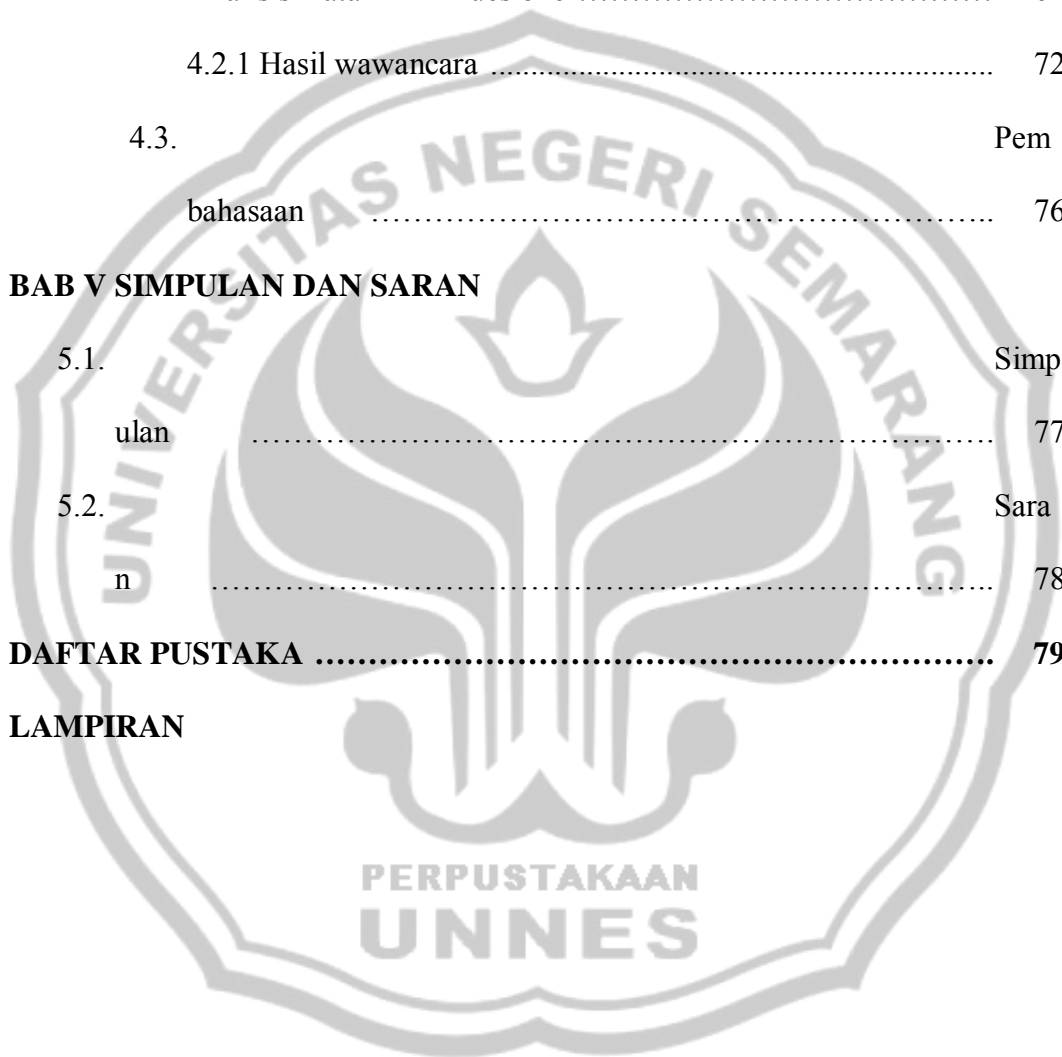 4.2.1 Hasil wawancara ........................................................... 72
4.3. Pem
bahasaan ………………………………………………….. 76
BAB V SIMPULAN DAN SARAN
5.1. Simp
ulan ……………………………………………………………. 77
5.2. Sara
n ……………………………………………………………….. 78
DAFTAR PUSTAKA ………………………………………………………. 79
LAMPIRAN
UNIVERSITAS NEGERI SEMARANG
PERPUSTAKAAN
UNNES